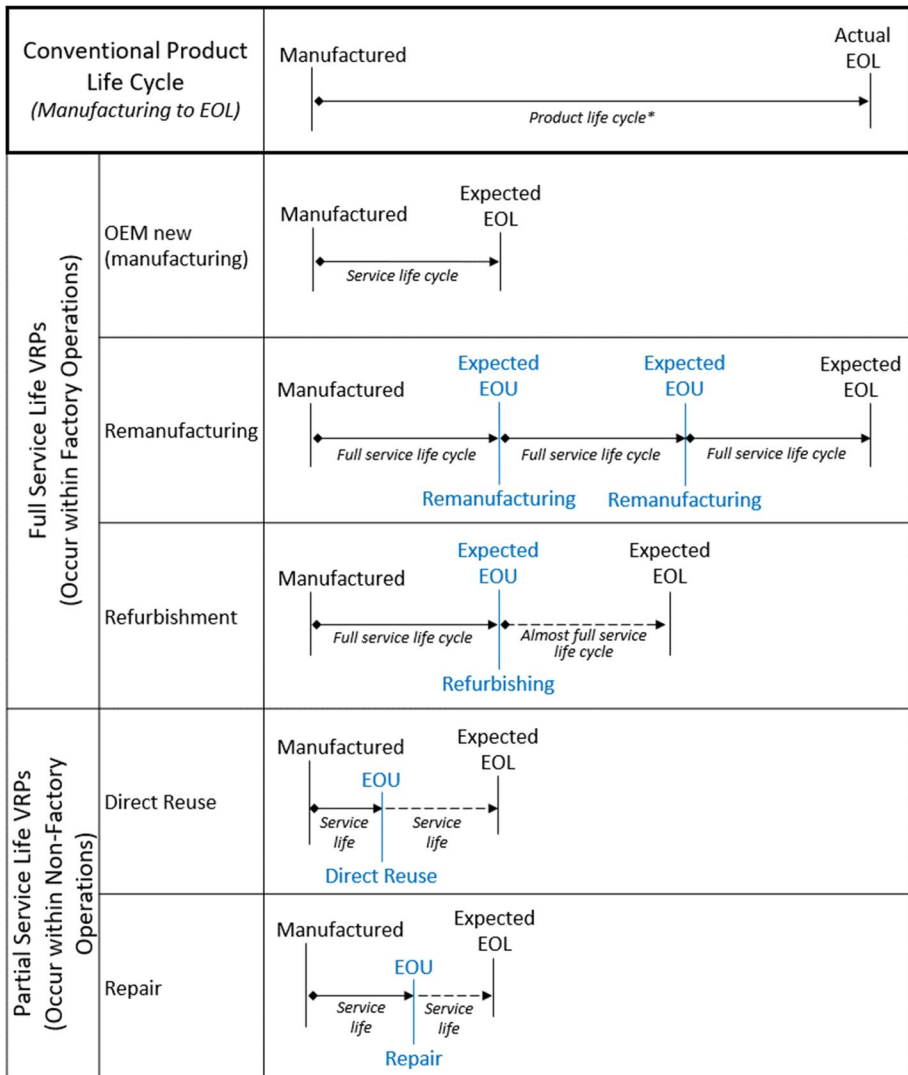 Conventional Product
Life Cycle
(Manufacturing to EOL)
Manufactured
Actual
EOL
Product life cycle*
Full Service Life VRPs
(Occur within Factory Operations)
OEM new
(manufacturing)
Manufactured
Expected
EOL
Service life cycle
Remanufacturing
Manufactured
Expected
EOU
Expected
EOU
Expected
EOL
Full service life cycle
Full service life cycle
Full service life cycle
Remanufacturing
Remanufacturing
Refurbishment
Manufactured
Expected
EOU
Expected
EOL
Full service life cycle
Almost full service
life cycle
Refurbishing
Partial Service Life VRPs
(Occur within Non-Factory
Operations)
Direct Reuse
Manufactured
EOU
Expected
EOL
Service
life
Service
life
Direct Reuse
Repair
Manufactured
EOU
Expected
EOL
Service
life
Service
life
Repair